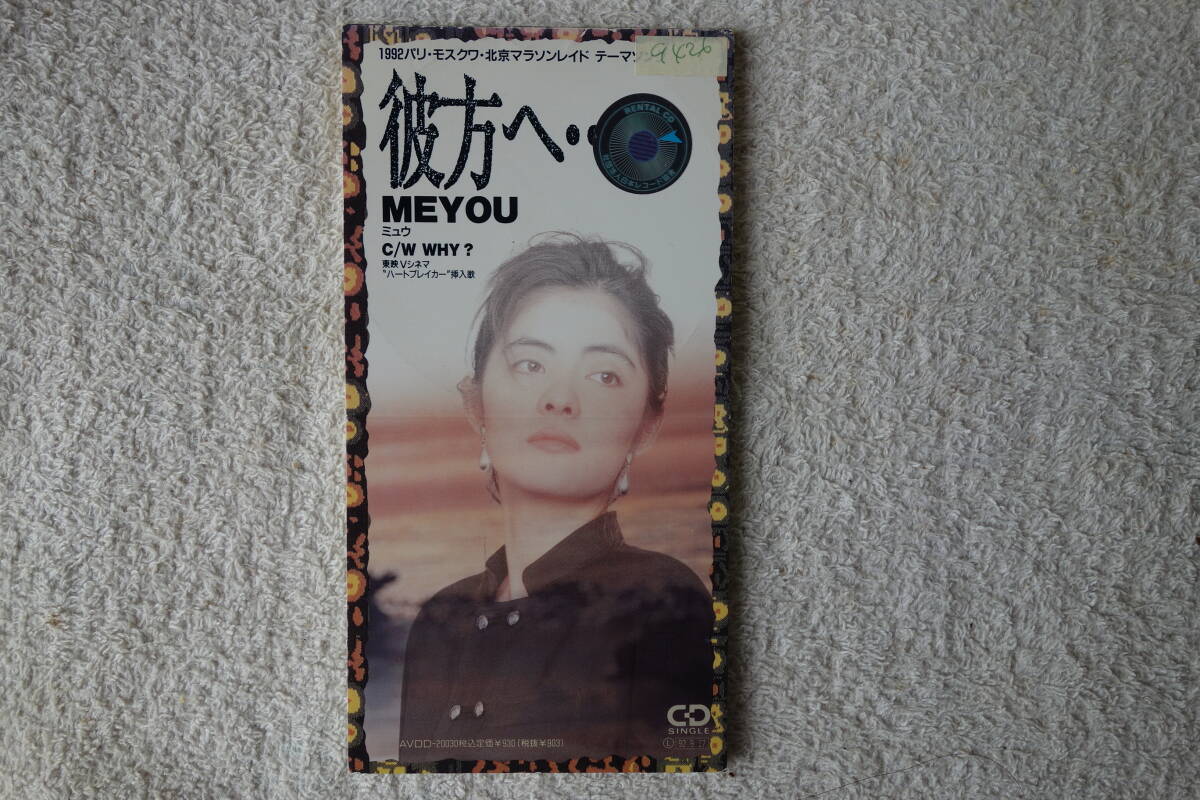 1992パリ・モスクワ・北京マラソンレイド テーマソ
9426
彼方へ・・
RENTAL CD
MEYOU
ミュウ
C/W WHY?
東映Vシネマ
"ハートブレイカー"挿入歌
CD
SINGLE
AVDD-20030税込定価¥930(税抜¥903)